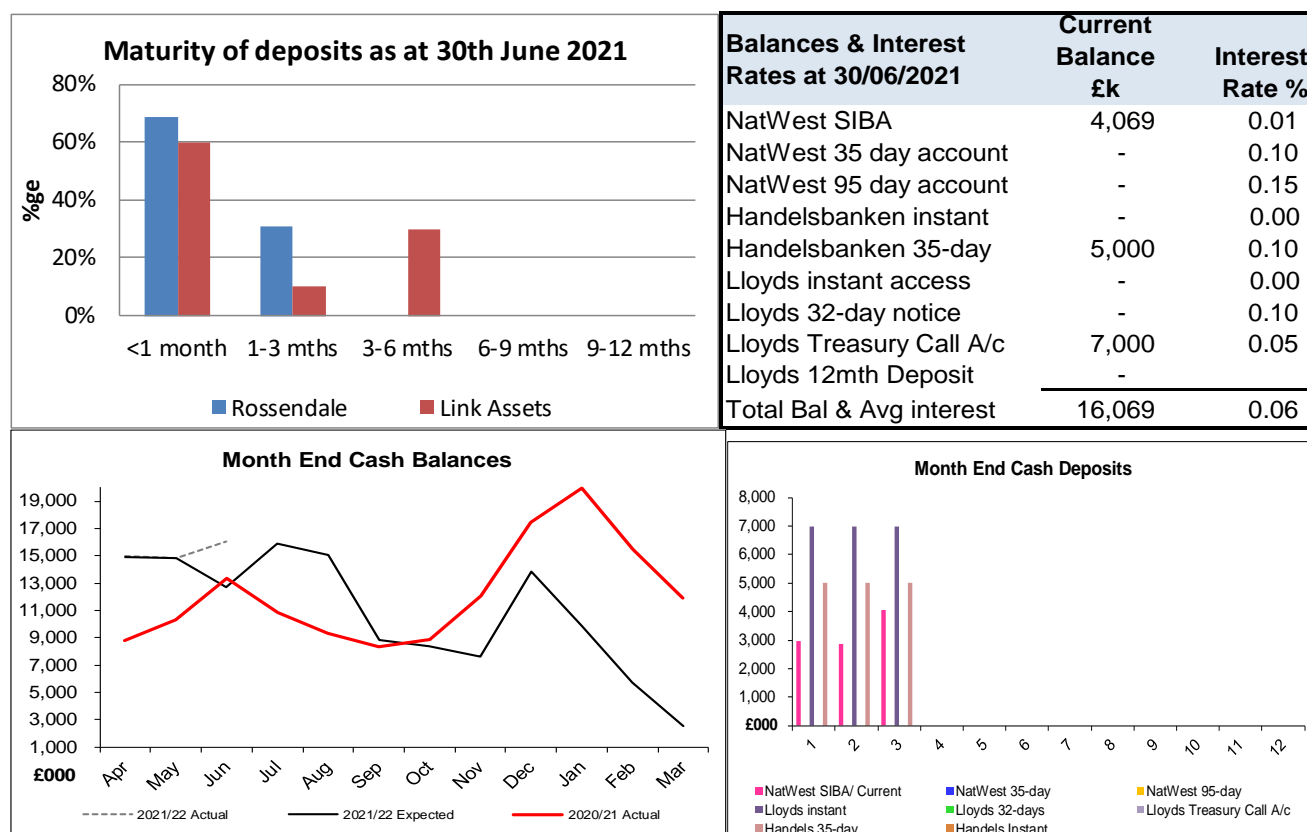 Maturity of deposits as at 30th June 2021
80%
60%
40%
20%
0%
%ge
<1 month 1-3 mths 3-6 mths 6-9 mths 9-12 mths
Rossendale Link Assets
Balances & Interest Rates at 30/06/2021 Current Balance £k Interest Rate %
NatWest SIBA 4,069 0.01
NatWest 35 day account - 0.10
NatWest 95 day account - 0.15
Handelsbanken instant - 0.00
Handelsbanken 35-day 5,000 0.10
Lloyds instant access - 0.00
Lloyds 32-day notice - 0.10
Lloyds Treasury Call A/c 7,000 0.05
Lloyds 12mth Deposit -
Total Bal & Avg interest 16,069 0.06
Month End Cash Balances
19,000
17,000
15,000
13,000
11,000
9,000
7,000
5,000
3,000
1,000
£000
Apr May Jun Jul Aug Sep Oct Nov Dec Jan Feb Mar
2021/22 Actual 2021/22 Expected 2020/21 Actual
Month End Cash Deposits
8,000
7,000
6,000
5,000
4,000
3,000
2,000
1,000
£000
1 2 3 4 5 6 7 8 9 10 11 12
NatWest SIBA/ Current NatWest 35-day NatWest 95-day
Lloyds instant Lloyds 32-days Lloyds Treasury Call A/c
Handels 35-day Handels Instant